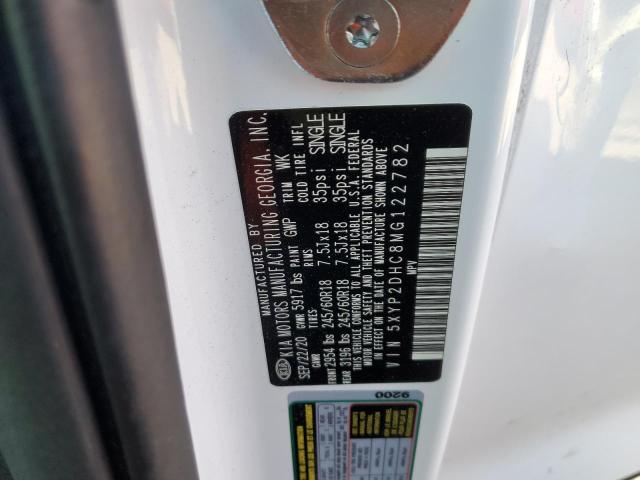 MANUFACTURED BY
KIA KIA MOTORS MANUFACTURING GEORGIA, INC.
SEP/22/20 GVWR 5917 lbs PAINT GWP TRIM WK
GAWR TIRES RIMS COLD TIRE INFL
FRONT 2954 lbs 245/60R18 7.5Jx18 35psi SINGLE
REAR 3196 lbs 245/60R18 7.5Jx18 35psi SINGLE
THIS VEHICLE CONFORMS TO ALL APPLICABLE U.S.A. FEDERAL
MOTOR VEHICLE SAFETY AND THEFT PREVENTION STANDARDS
IN EFFECT ON THE DATE OF MANUFACTURE SHOWN ABOVE
VIN 5XYP2DHC8MG122782
MPV
9200